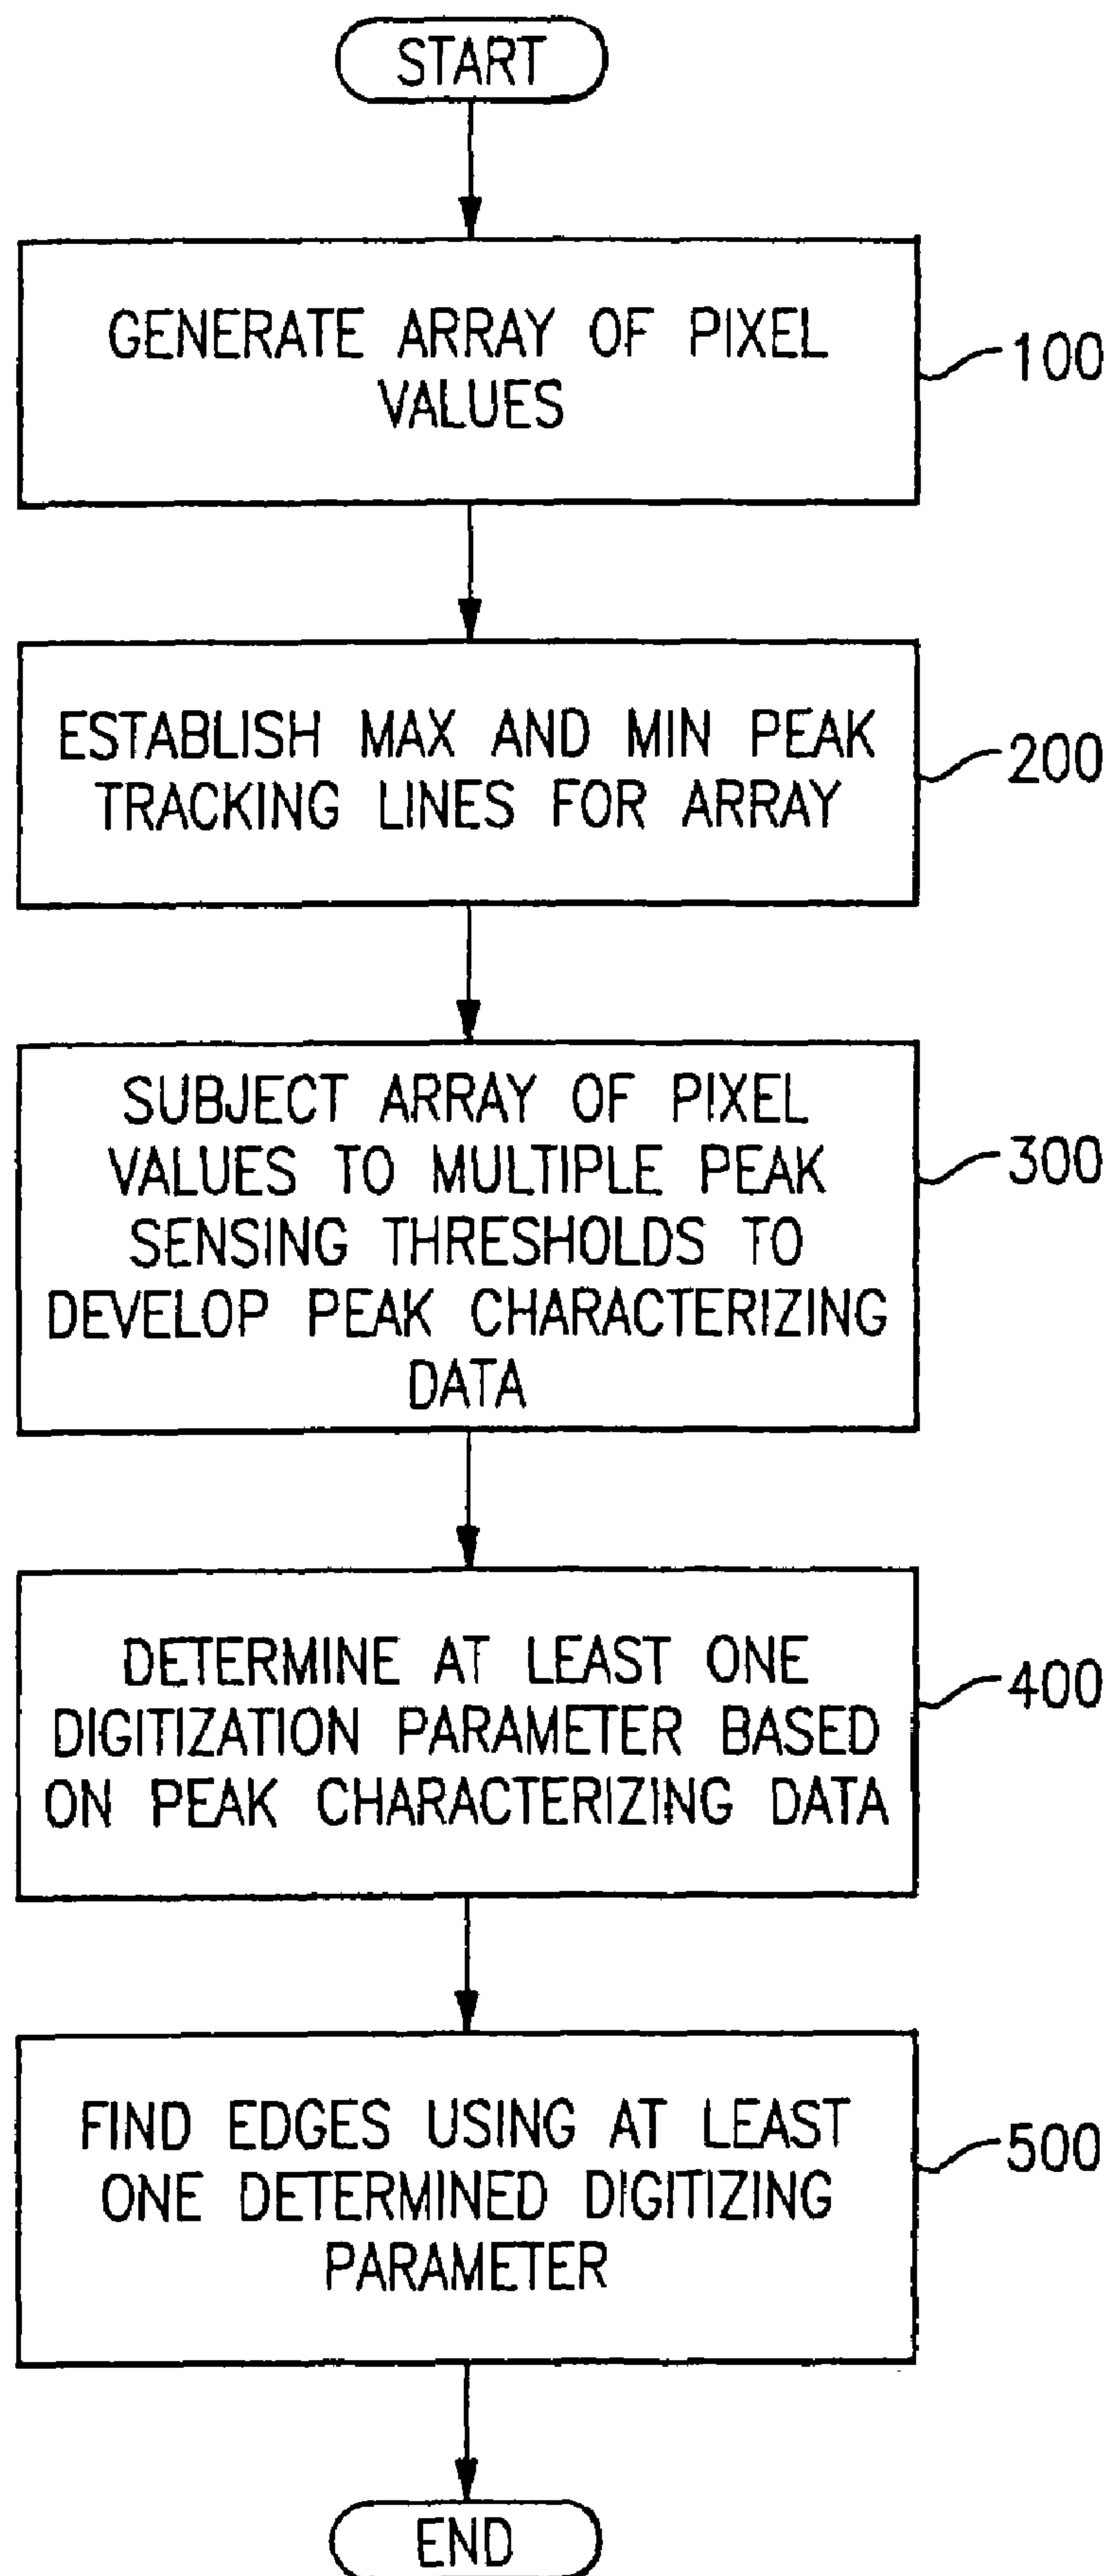 START
GENERATE ARRAY OF PIXEL
VALUES
100
ESTABLISH MAX AND MIN PEAK
TRACKING LINES FOR ARRAY
200
SUBJECT ARRAY OF PIXEL
VALUES TO MULTIPLE PEAK
SENSING THRESHOLDS TO
DEVELOP PEAK CHARACTERIZING
DATA
300
DETERMINE AT LEAST ONE
DIGITIZATION PARAMETER BASED
ON PEAK CHARACTERIZING DATA
400
FIND EDGES USING AT LEAST
ONE DETERMINED DIGITIZING
PARAMETER
500
END